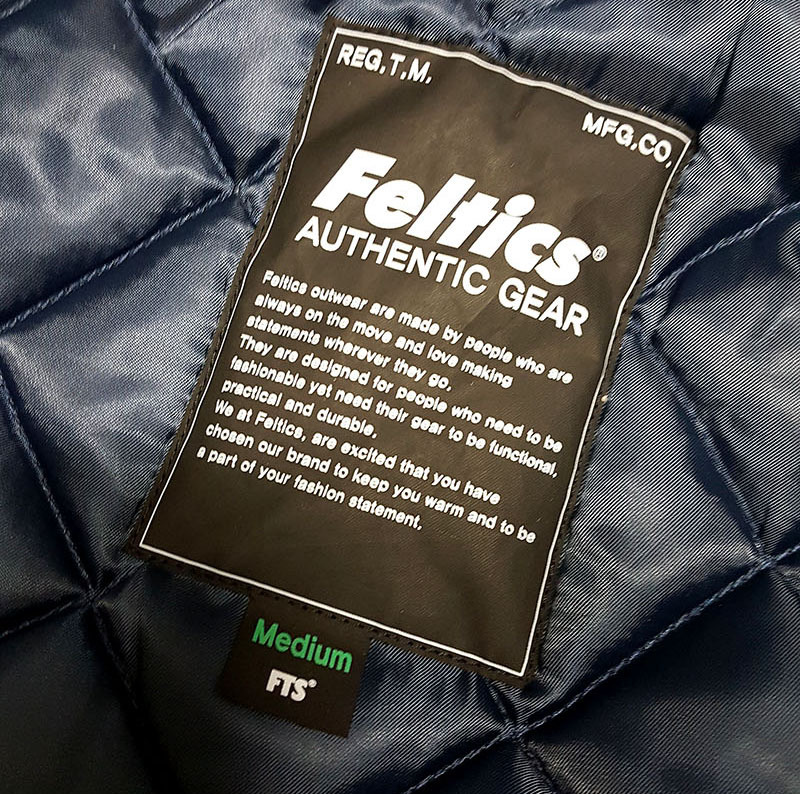 REG.T.M.
MFG.CO.
Feltics®
AUTHENTIC GEAR
Feltics outwear are made by people who are
always on the move and love making
statements wherever they go.
They are designed for people who need to be
fashionable yet need their gear to be functional,
practical and durable.
We at Feltics, are excited that you have
chosen our brand to keep you warm and to be
a part of your fashion statement.
Medium
FTS®